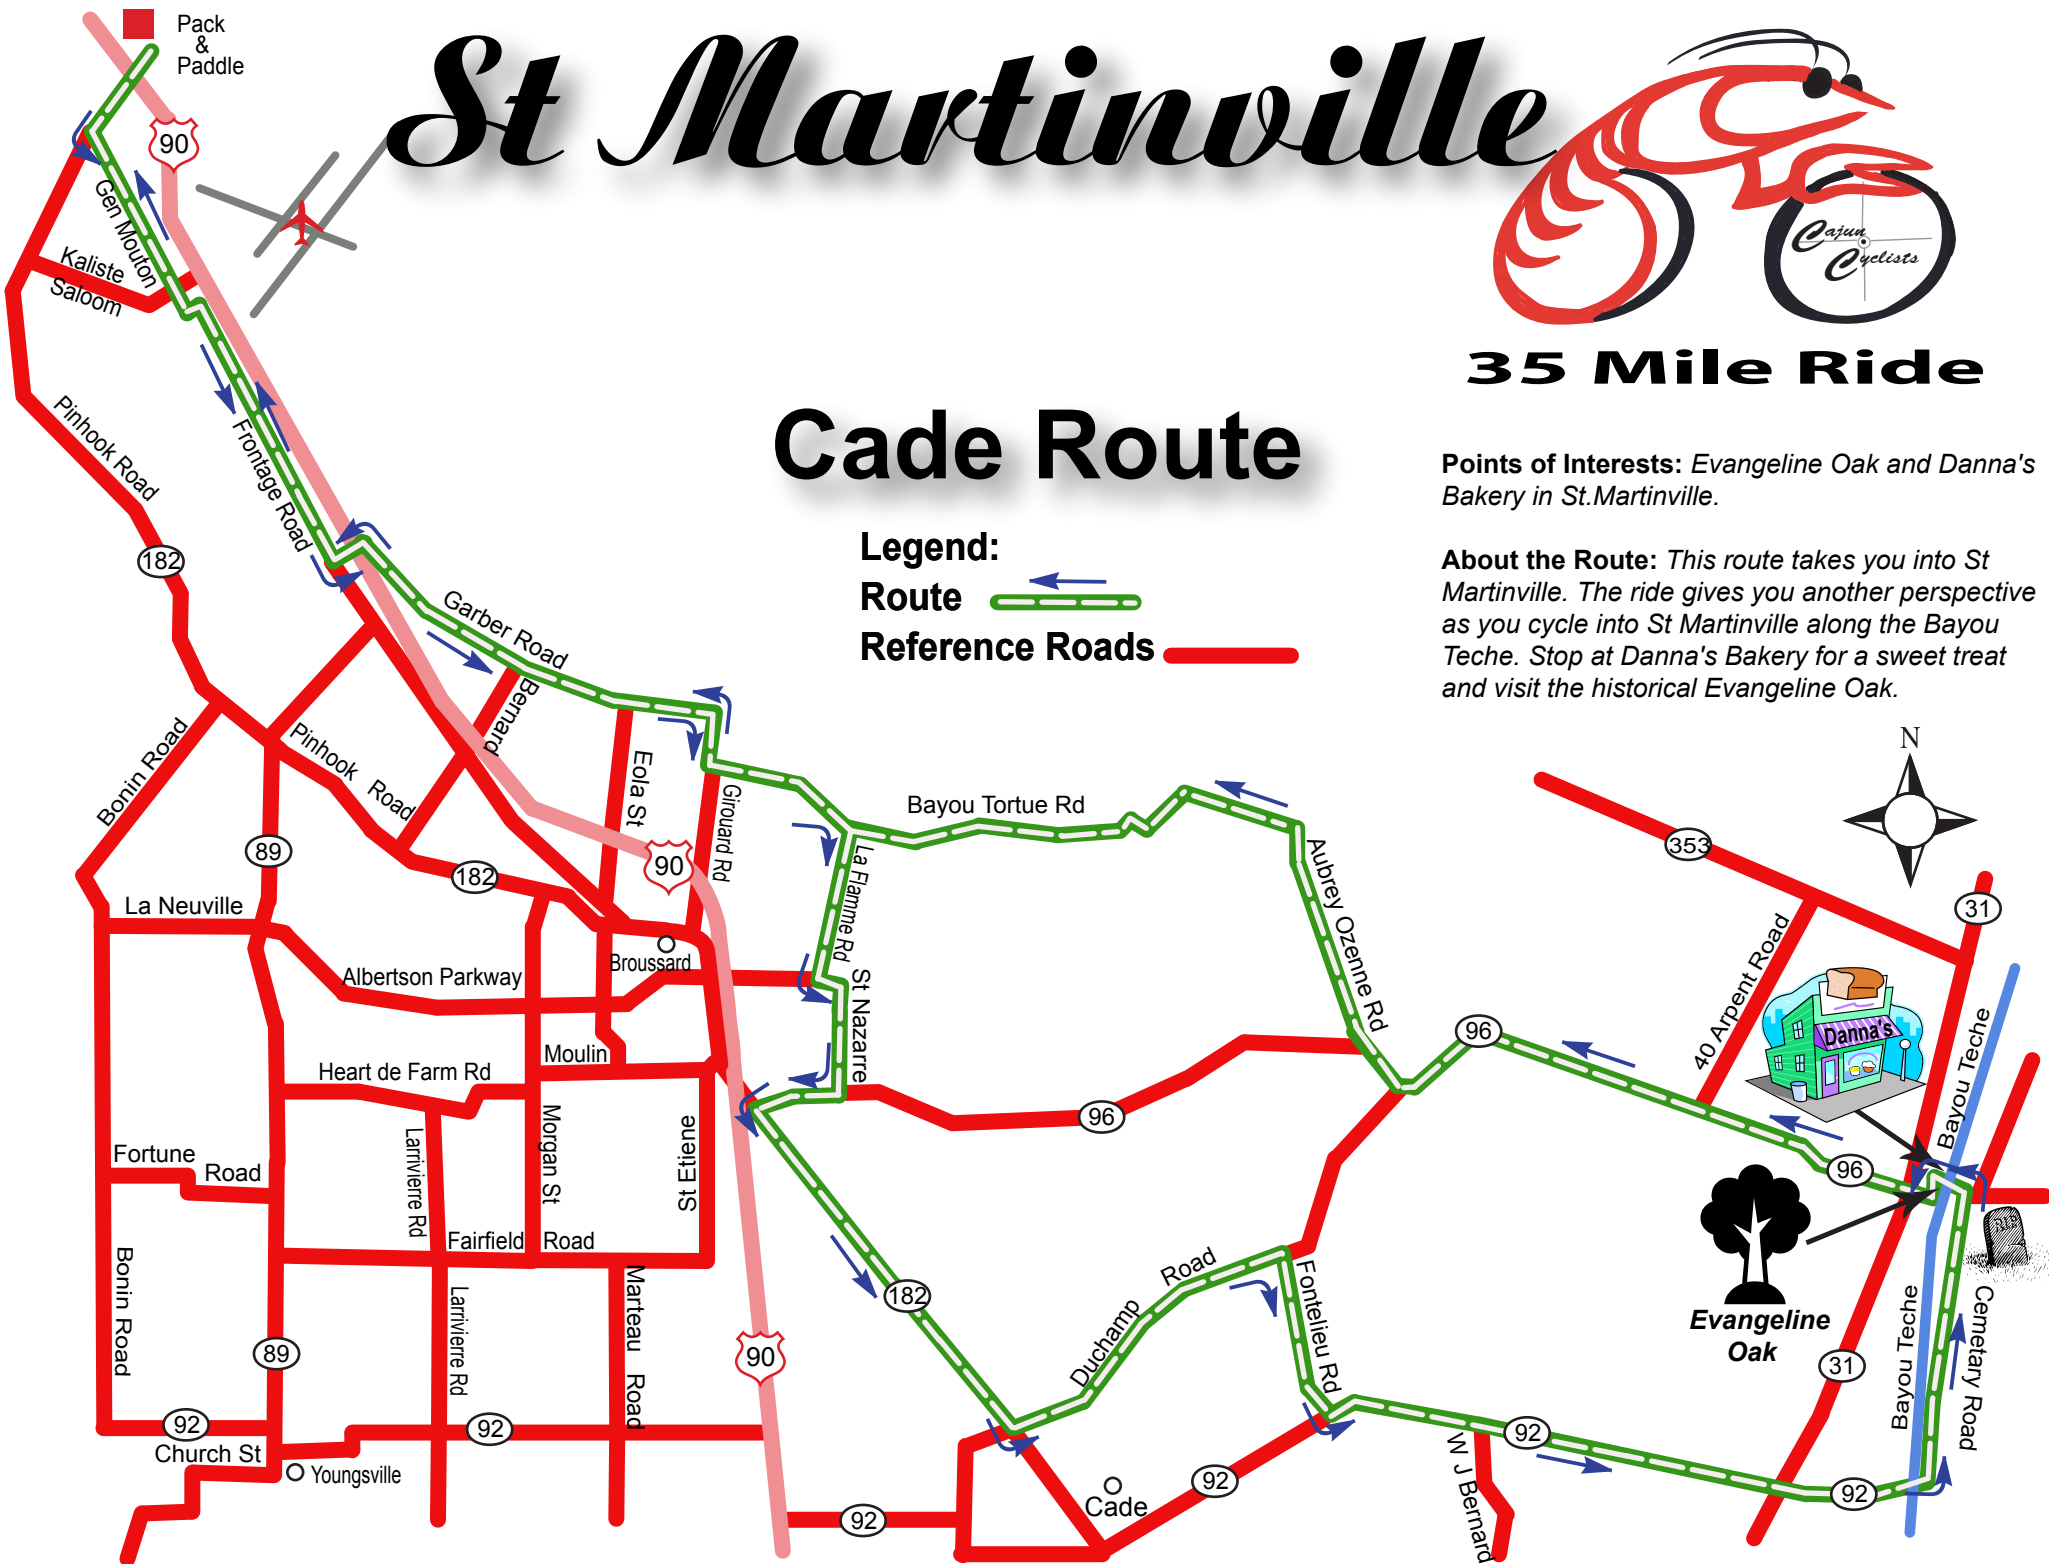 Pack
&
Paddle
St Martinville
90
Gen Mouton
Kaliste
Saloom
Cajun
Cyclists
35 Mile Ride
Cade Route
Pinhook Road
Frontage Road
Legend:
Route
Reference Roads
Points of Interests: Evangeline Oak and Danna's
Bakery in St.Martinville.
About the Route: This route takes you into St
Martinville. The ride gives you another perspective
as you cycle into St Martinville along the Bayou
Teche. Stop at Danna's Bakery for a sweet treat
and visit the historical Evangeline Oak.
182
Garber Road
Bernard
Bonin Road
Pinhook Road
Eola St
Girouard Rd
90
89
182
La Flamme Rd
Bayou Tortue Rd
Aubrey Ozenne Rd
N
353
31
40 Arpent Road
Danna's
Bayou Teche
La Neuville
Albertson Parkway
Broussard
St Nazarre
96
Moulin
Heart de Farm Rd
96
Larrivierre Rd
Morgan St
St Etiene
Fortune
Road
96
RIP
Fairfield Road
Bonin Road
Larrivierre Rd
Marteau Road
182
Duchamp Road
Fontelieu Rd
Evangeline
Oak
Bayou Teche
Cemetary Road
89
90
31
92
Church St
92
Youngsville
92
W J Bernard
92
92
Cade
92